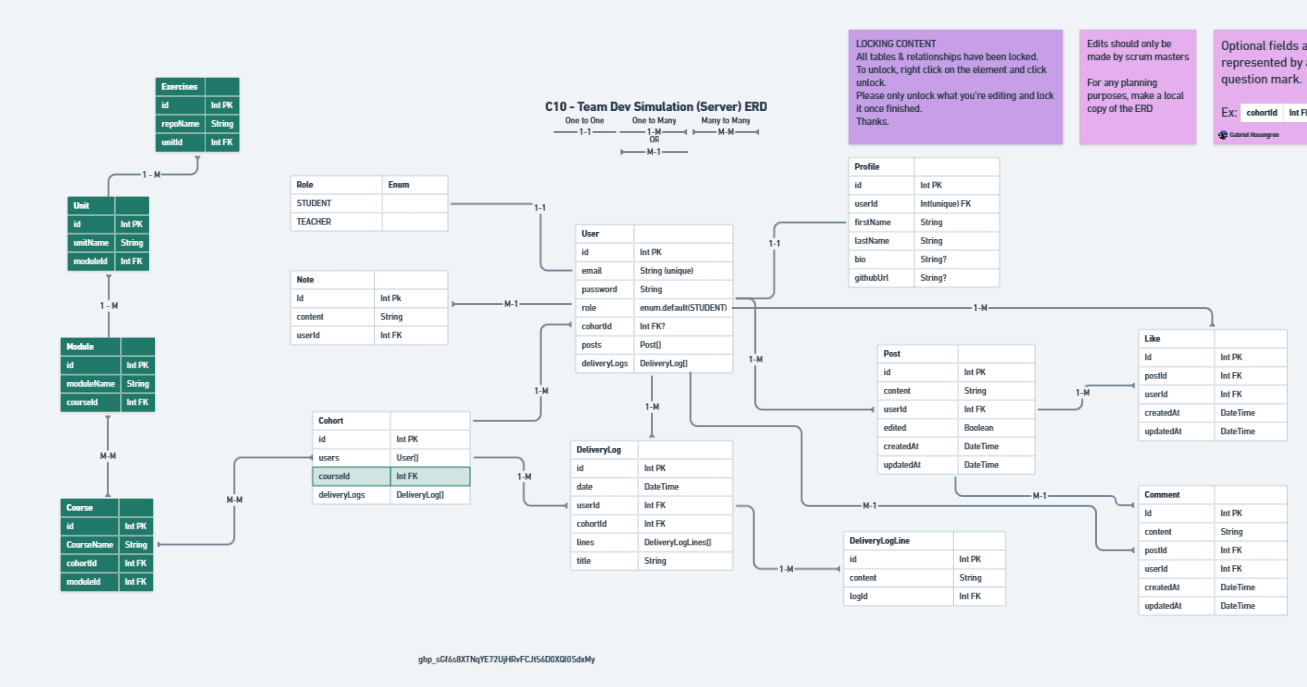 C10 - Team Dev Simulation (Server) ERD
One to One
One to Many
Many to Many
1-1
1-M
M-M
OR
M-1
LOCKING CONTENT
All tables & relationships have been locked.
To unlock, right click on the element and click
unlock.
Please only unlock what you're editing and lock
it once finished.
Thanks.
Edits should only be
made by scrum masters
For any planning
purposes, make a local
copy of the ERD
Optional fields a
represented by a
question mark.
Ex: cohortId Int F
Gabriel Rosengren
Exercises
id Int PK
repoName String
unitId Int FK
1 - M
Unit
id Int PK
unitName String
moduleId Int FK
1 - M
Module
id Int PK
moduleName String
courseId Int FK
M-M
Course
id Int PK
CourseName String
cohortId Int FK
moduleId Int FK
M-M
Role Enum
STUDENT
TEACHER
1-1
Note
Id Int Pk
content String
userId Int FK
M-1
Cohort
id Int PK
users User[]
courseId Int FK
deliveryLogs DeliveryLog[]
1-M
1-M
User
id Int PK
email String (unique)
password String
role enum.default(STUDENT)
cohortId Int FK?
posts Post[]
deliveryLogs DeliveryLog[]
1-M
DeliveryLog
id Int PK
date DateTime
userId Int FK
cohortId Int FK
lines DeliveryLogLines[]
title String
1-M
Profile
id Int PK
userId Int(unique) FK
firstName String
lastName String
bio String?
githubUrl String?
1-1
1-M
1-M
Post
id Int PK
content String
userId Int FK
edited Boolean
createdAt DateTime
updatedAt DateTime
1-M
M-1
M-1
DeliveryLogLine
id Int PK
content String
logId Int FK
Like
Id Int PK
postId Int FK
userId Int FK
createdAt DateTime
updatedAt DateTime
Comment
Id Int PK
content String
postId Int FK
userId Int FK
createdAt DateTime
updatedAt DateTime